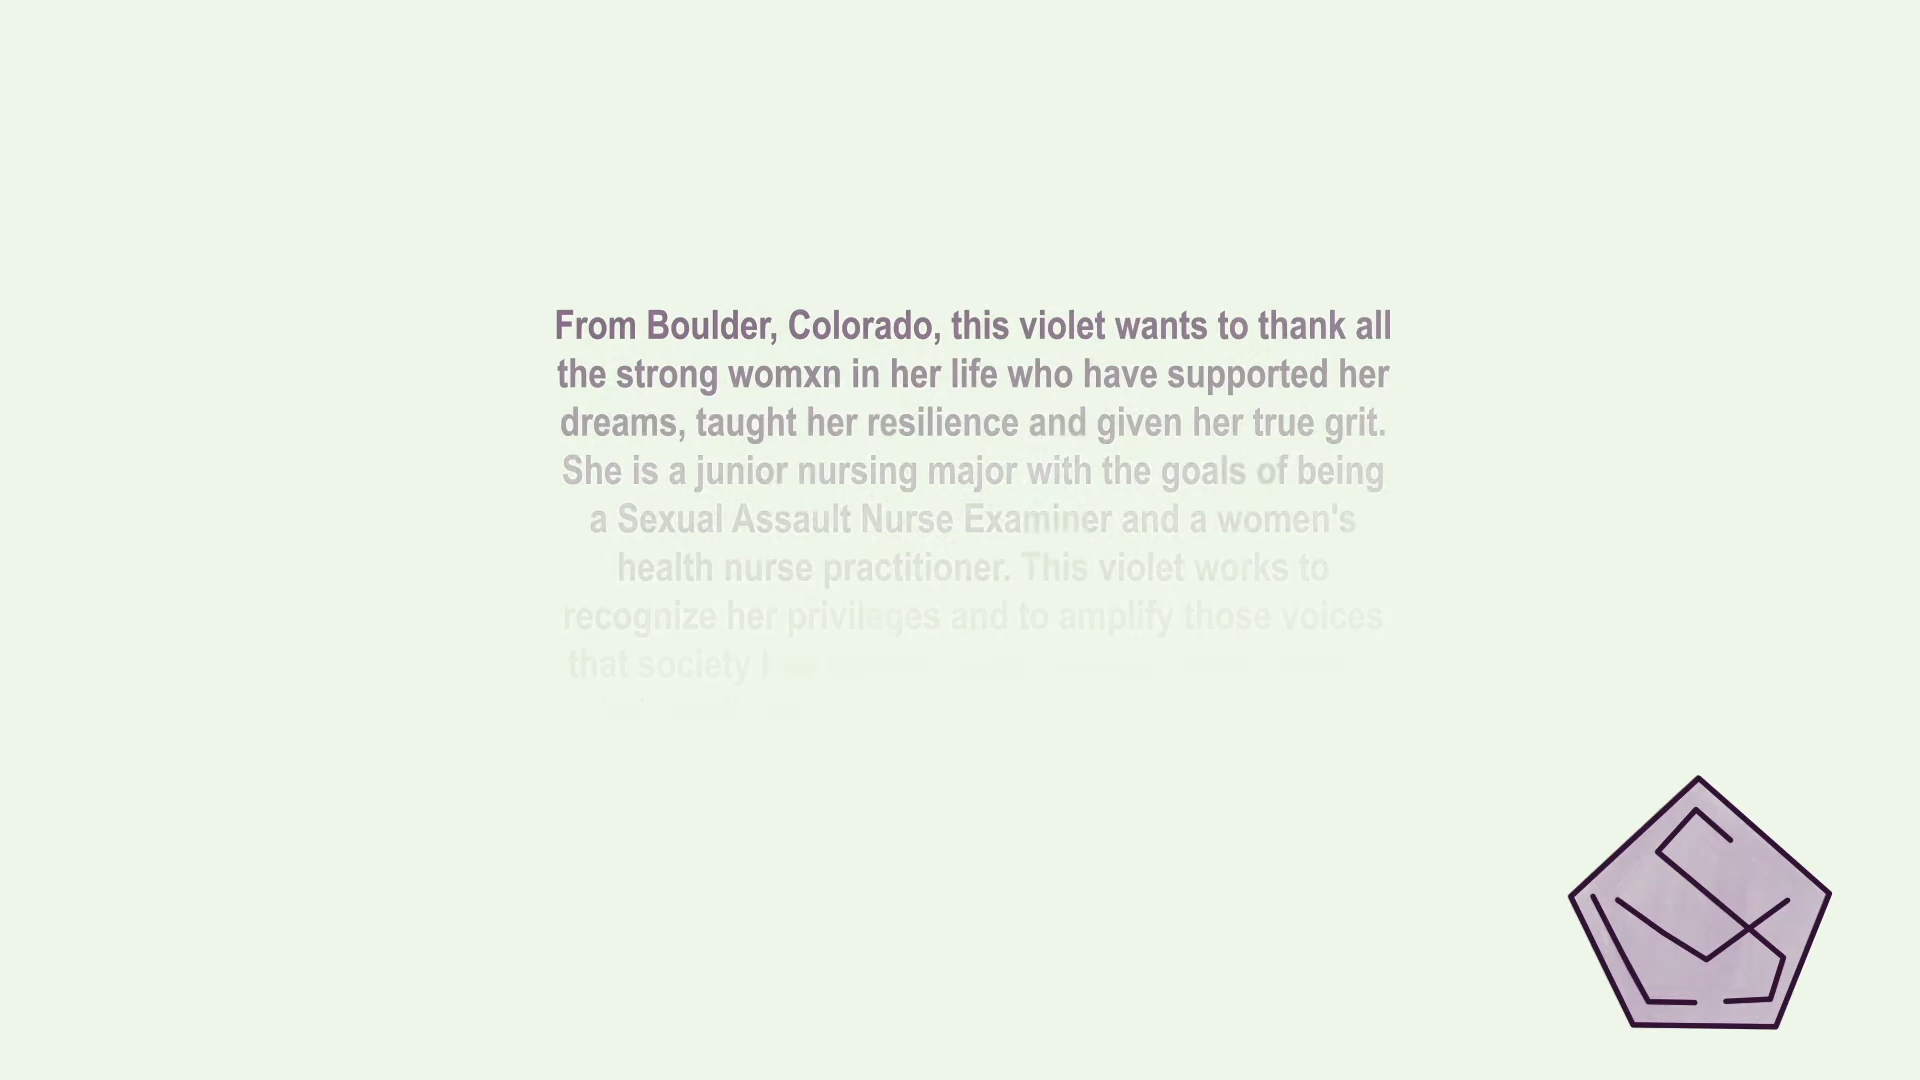 From Boulder, Colorado, this violet wants to thank all
the strong womxn in her life who have supported her
dreams, taught her resilience and given her true grit.
She is a junior nursing major with the goals of being
a Sexual Assault Nurse Examiner and a women's
health nurse practitioner. This violet works to
recognize her privilages and to amplify those voices
that society